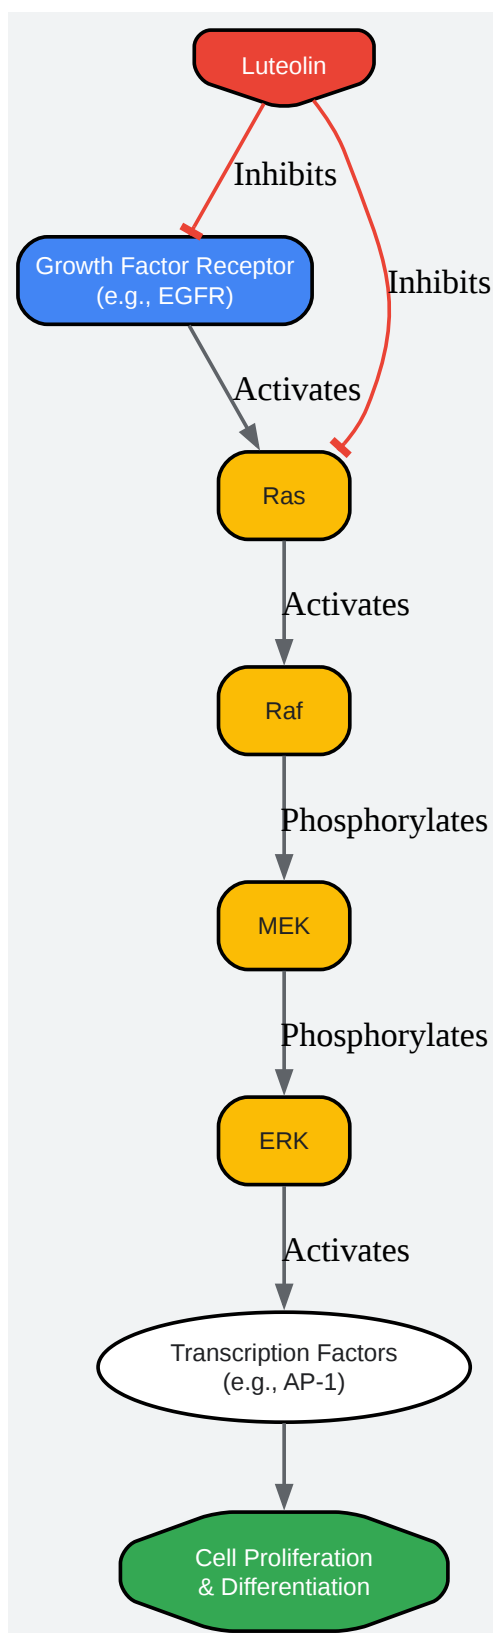 Luteolin
Inhibits
Growth Factor Receptor
(e.g., EGFR)
Inhibits
Activates
Ras
Activates
Raf
Phosphorylates
MEK
Phosphorylates
ERK
Activates
Transcription Factors
(e.g., AP-1)
Cell Proliferation
& Differentiation